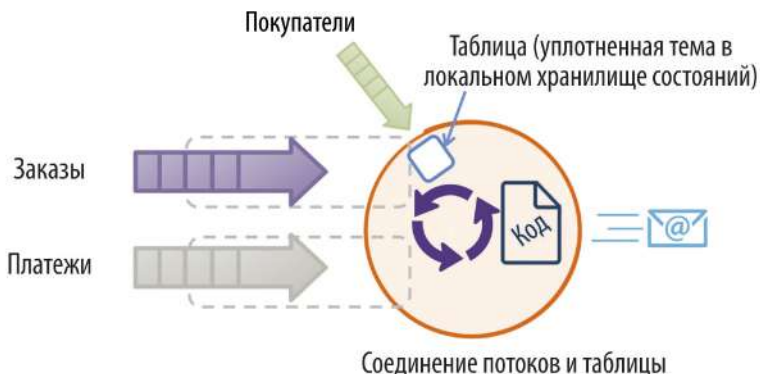 Покупатели
Таблица (уплотненная тема в
локальном хранилище состояний)
Заказы
Платежи
Код
@
Соединение потоков и таблицы